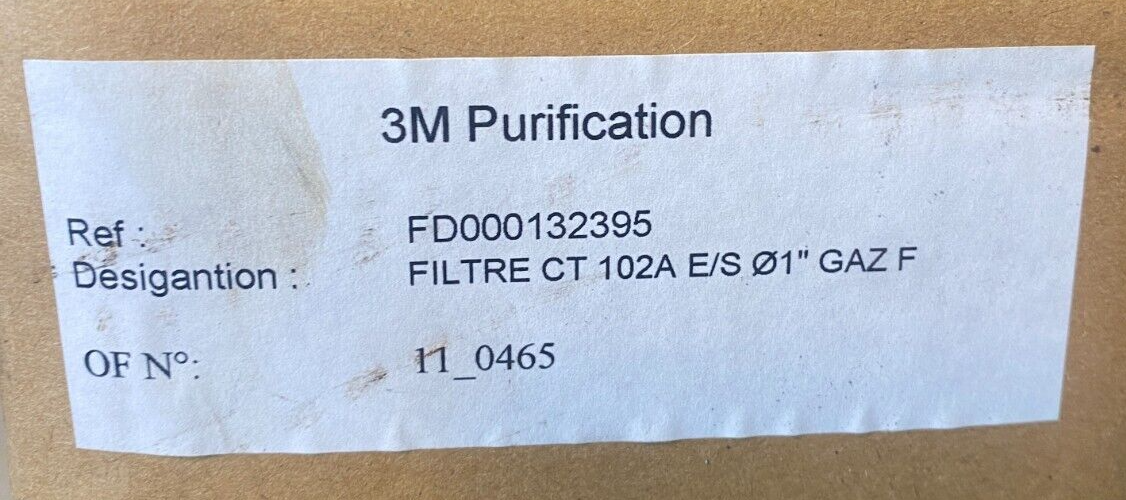 3M Purification
Ref : FD000132395
Desigantion : FILTRE CT 102A E/S Ø1" GAZ F
OF N°: 11_0465